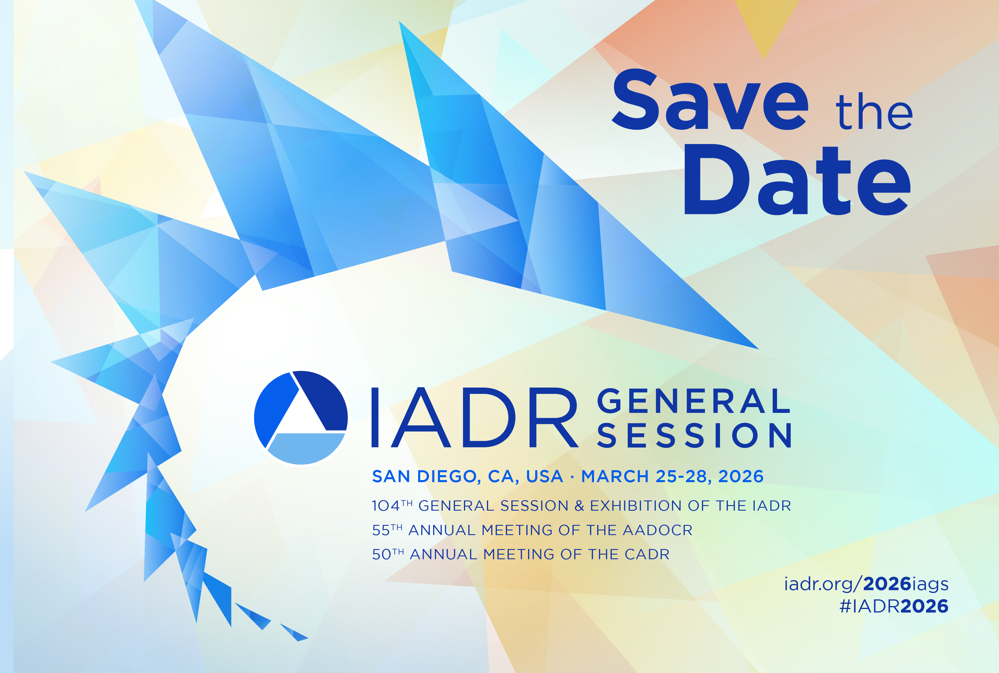 Save the
Date
IADR GENERAL
SESSION
SAN DIEGO, CA, USA · MARCH 25-28, 2026
104TH GENERAL SESSION & EXHIBITION OF THE IADR
55TH ANNUAL MEETING OF THE AADOCR
50TH ANNUAL MEETING OF THE CADR
iadr.org/2026iags
#IADR2026